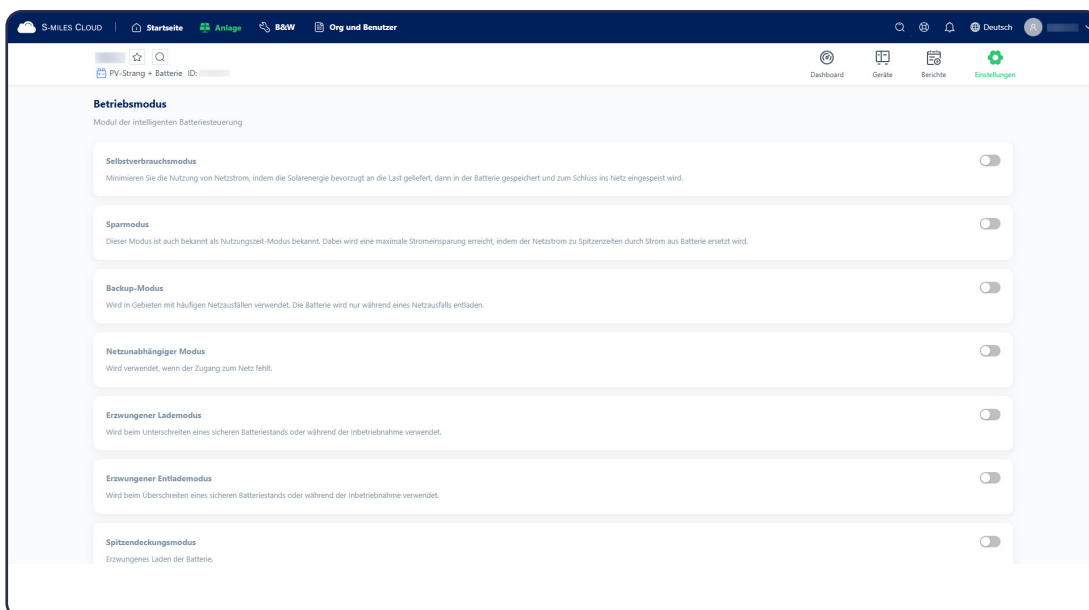 S-MILES CLOUD Startseite Anlage B&W Org und Benutzer Deutsch
PV-Strang + Batterie ID:
Dashboard Geräte Berichte Einstellungen
Betriebsmodus
Modul der intelligenten Batteriesteuerung
Selbstverbrauchsmodus
Minimieren Sie die Nutzung von Netzstrom, indem die Solarenergie bevorzugt an die Last geliefert, dann in der Batterie gespeichert und zum Schluss ins Netz eingespeist wird.
Sparmodus
Dieser Modus ist auch bekannt als Nutzungszeit-Modus bekannt. Dabei wird eine maximale Stromeinsparung erreicht, indem der Netzstrom zu Spitzenzeiten durch Strom aus Batterie ersetzt wird.
Backup-Modus
Wird in Gebieten mit häufigen Netzausfällen verwendet. Die Batterie wird nur während eines Netzausfalls entladen.
Netzunabhängiger Modus
Wird verwendet, wenn der Zugang zum Netz fehlt.
Erzwungener Lademodus
Wird beim Unterschreiten eines sicheren Batteriestands oder während der Inbetriebnahme verwendet.
Erzwungener Entlademodus
Wird beim Überschreiten eines sicheren Batteriestands oder während der Inbetriebnahme verwendet.
Spitzendeckungsmodus
Erzwungenes Laden der Batterie.